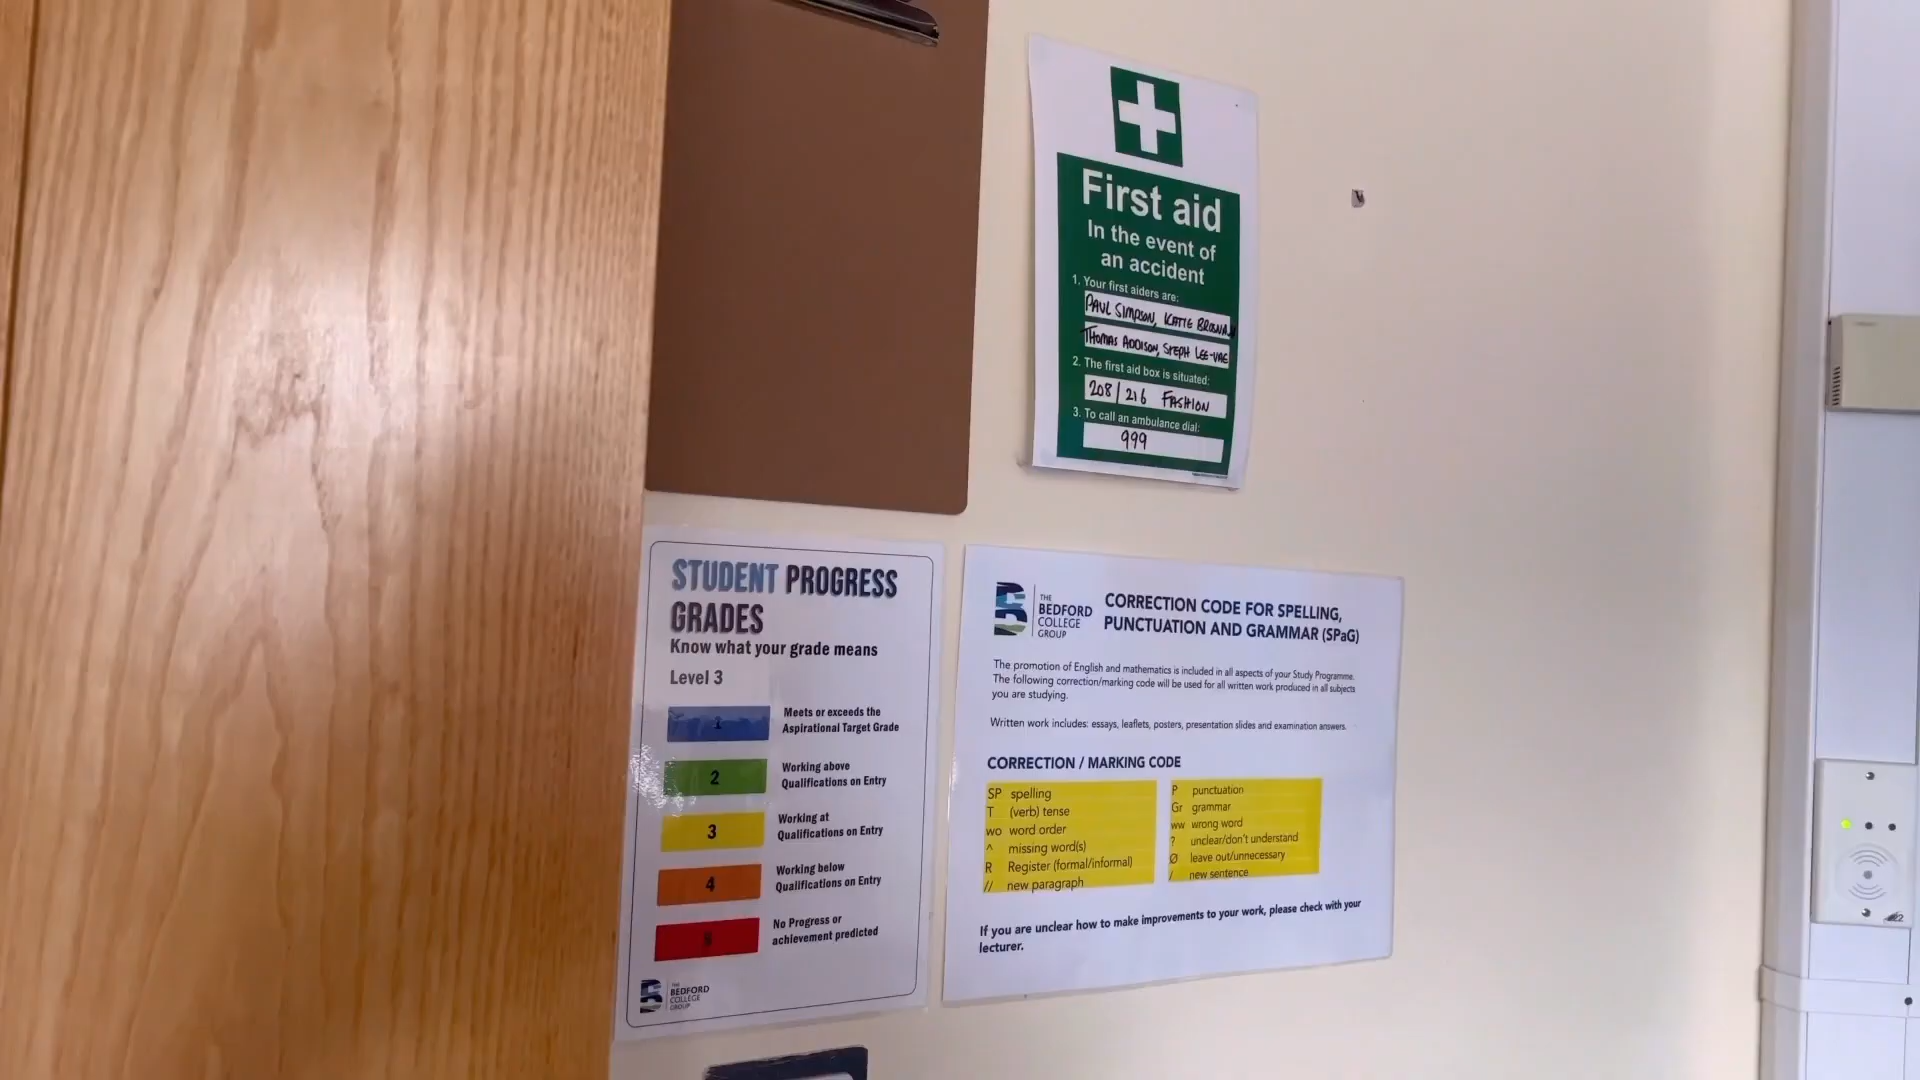 First aid
In the event of
an accident
1. Your first aiders are:
PAUL SIMPSON, KATIE
THOMAS ADDISON, STEPH LEE-VAE
2. The first aid box is situated:
208/216 FASHION
3. To call an ambulance dial:
999
STUDENT PROGRESS
GRADES
Know what your grade means
Level 3
1 Meets or exceeds the
Aspirational Target Grade
2 Working above
Qualifications on Entry
3 Working at
Qualifications on Entry
4 Working below
Qualifications on Entry
5 No Progress or
achievement predicted
THE
BEDFORD
COLLEGE
GROUP
THE
BEDFORD
COLLEGE
GROUP
CORRECTION CODE FOR SPELLING,
PUNCTUATION AND GRAMMAR (SPaG)
The promotion of English and mathematics is included in all aspects of your Study Programme.
The following correction/marking code will be used for all written work produced in all subjects
you are studying.
Written work includes: essays, leaflets, posters, presentation slides and examination answers.
CORRECTION / MARKING CODE
SP spelling
T (verb) tense
wo word order
^ missing word(s)
R Register (formal/informal)
// new paragraph
P punctuation
Gr grammar
ww wrong word
? unclear/don't understand
Ø leave out/unnecessary
/ new sentence
If you are unclear how to make improvements to your work, please check with your
lecturer.